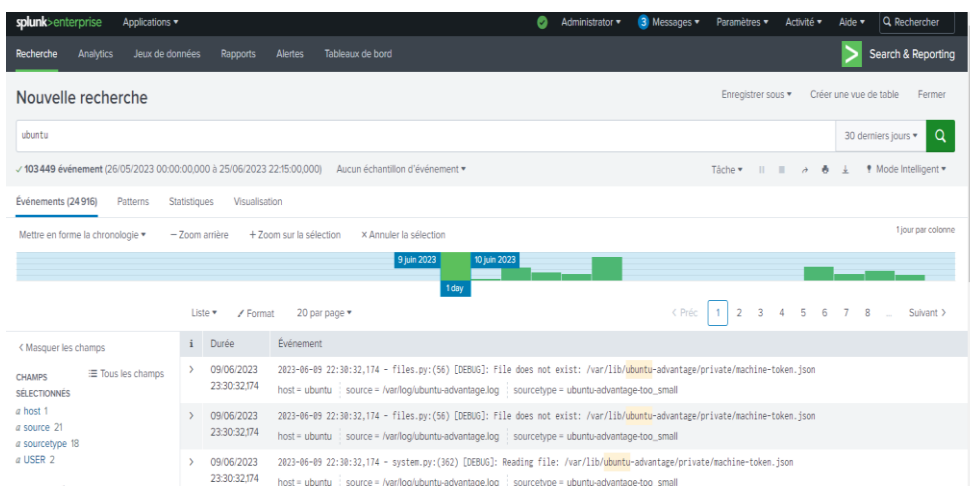 splunk>enterprise Applications ▾ Administrator ▾ 3 Messages ▾ Paramètres ▾ Activité ▾ Aide ▾ Rechercher
Recherche Analytics Jeux de données Rapports Alertes Tableaux de bord Search & Reporting
Nouvelle recherche Enregistrer sous ▾ Créer une vue de table Fermer
ubuntu 30 derniers jours ▾
✓ 103 449 événement (26/05/2023 00:00:00,000 à 25/06/2023 22:15:00,000) Aucun échantillon d'événement ▾ Tâche ▾ Mode Intelligent ▾
Événements (24 916) Patterns Statistiques Visualisation
Mettre en forme la chronologie ▾ — Zoom arrière + Zoom sur la sélection × Annuler la sélection 1 jour par colonne
9 juin 2023 10 juin 2023
1 day
Liste ▾ Format 20 par page ▾ < Préc 1 2 3 4 5 6 7 8 ... Suivant >
< Masquer les champs i Durée Événement
CHAMPS SÉLECTIONNÉS Tous les champs
a host 1
a source 21
a sourcetype 18
a USER 2
> 09/06/2023 23:30:32,174 2023-06-09 22:30:32,174 - files.py:(56) [DEBUG]: File does not exist: /var/lib/ubuntu-advantage/private/machine-token.json
host = ubuntu source = /var/log/ubuntu-advantage.log sourcetype = ubuntu-advantage-too_small
> 09/06/2023 23:30:32,174 2023-06-09 22:30:32,174 - files.py:(56) [DEBUG]: File does not exist: /var/lib/ubuntu-advantage/private/machine-token.json
host = ubuntu source = /var/log/ubuntu-advantage.log sourcetype = ubuntu-advantage-too_small
> 09/06/2023 23:30:32,174 2023-06-09 22:30:32,174 - system.py:(362) [DEBUG]: Reading file: /var/lib/ubuntu-advantage/private/machine-token.json
host = ubuntu source = /var/log/ubuntu-advantage.log sourcetype = ubuntu-advantage-too_small